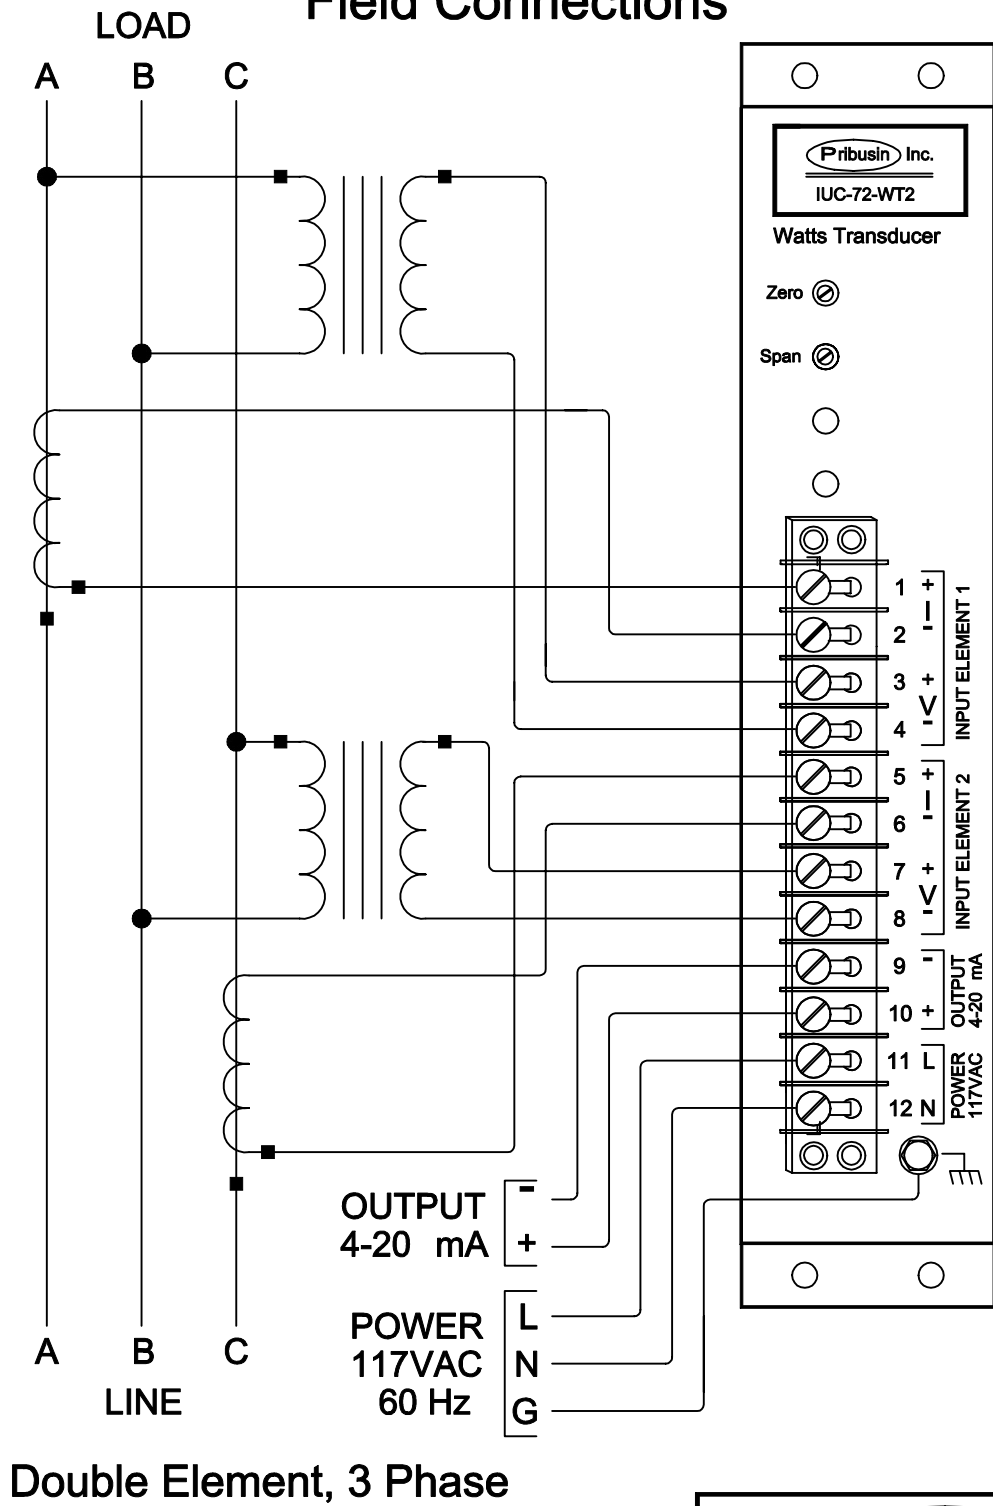 Field Connections
LOAD
A B C
Pribusin Inc.
IUC-72-WT2
Watts Transducer
Zero
Span
1 +
I
2 -
INPUT ELEMENT 1
3 +
V
4 -
5 +
I
6 -
INPUT ELEMENT 2
7 +
V
8 -
9 -
10 +
OUTPUT
4-20 mA
11 L
12 N
POWER
117VAC
OUTPUT -
4-20 mA +
POWER L
117VAC N
60 Hz G
A B C
LINE
Double Element, 3 Phase